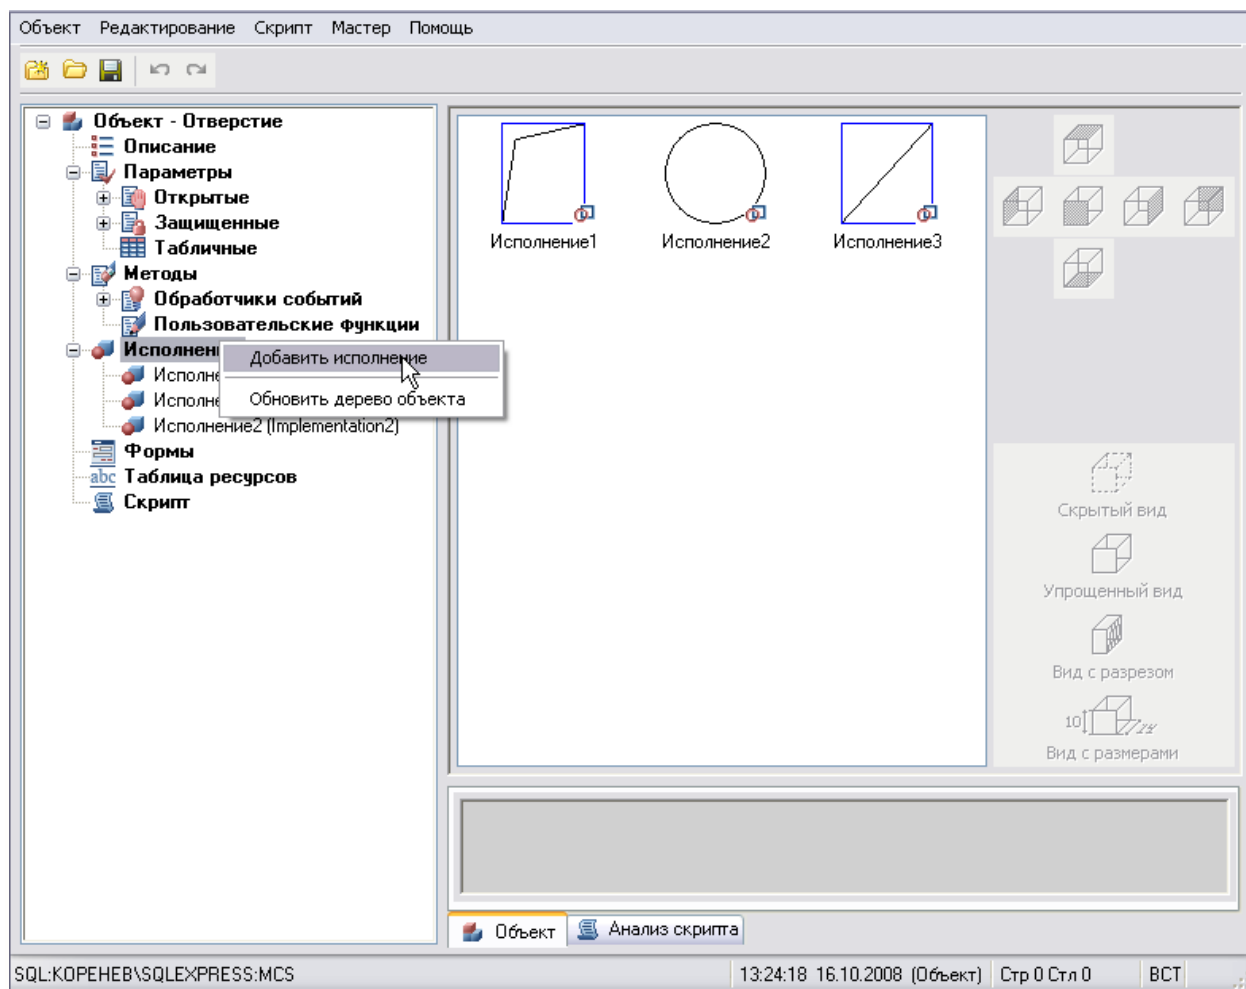 Объект Редактирование Скрипт Мастер Помощь
Объект - Отверстие
Описание
Параметры
Открытые
Защищенные
Табличные
Методы
Обработчики событий
Пользовательские функции
Исполнен
Исполне
Исполне
Исполнение2 (Implementation2)
Формы
abc Таблица ресурсов
Скрипт
Добавить исполнение
Обновить дерево объекта
Исполнение1 Исполнение2 Исполнение3
Скрытый вид
Упрощенный вид
Вид с разрезом
10
Вид с размерами
Объект Анализ скрипта
SQL:КОРЕНЕВ\SQLEXPRESS:MCS 13:24:18 16.10.2008 (Объект) Стр 0 Стл 0 ВСТ